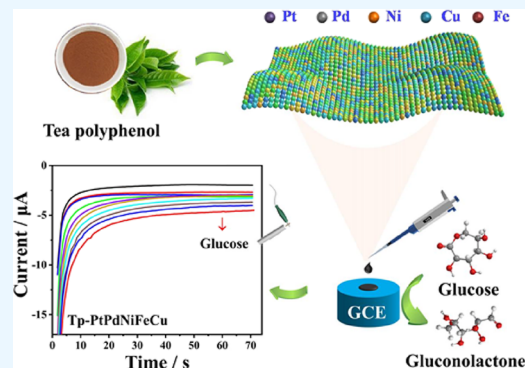 Pt Pd Ni Cu Fe
Tea polyphenol
0
-5
-10
-15
Current / μA
Glucose
Tp-PtPdNiFeCu
0 10 20 30 40 50 60 70
Time / s
GCE
Glucose
Gluconolactone